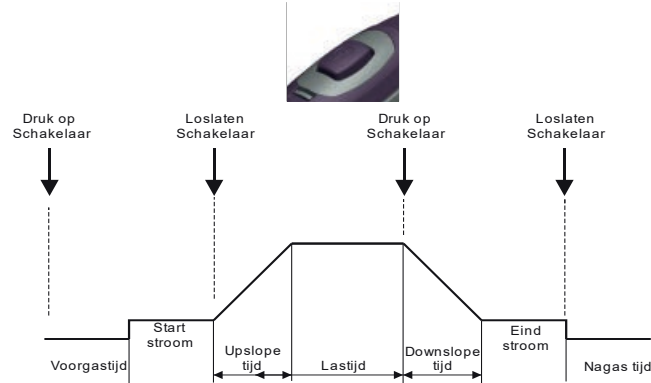 Druk op
Schakelaar
Loslaten
Schakelaar
Druk op
Schakelaar
Loslaten
Schakelaar
Start
stroom
Eind
stroom
Voorgastijd
Upslope
tijd
Lastijd
Downslope
tijd
Nagas tijd